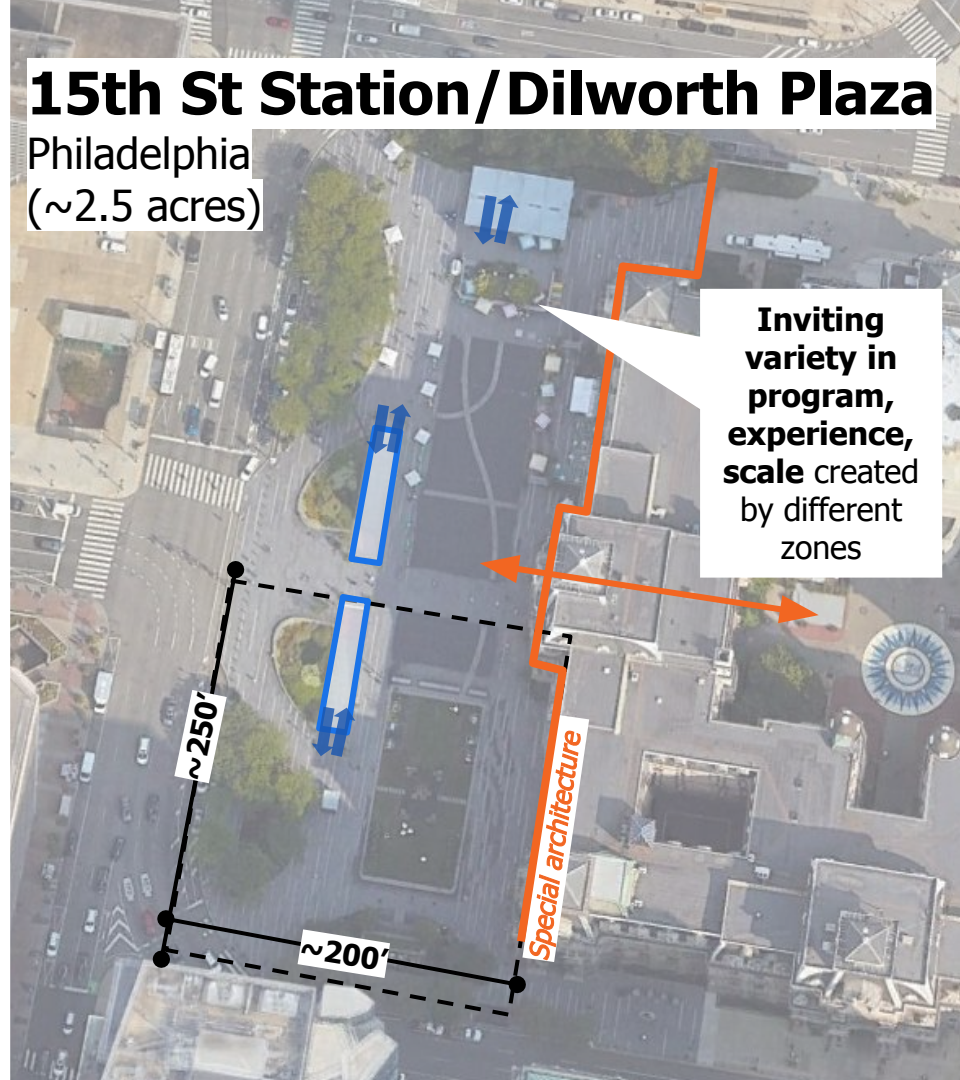 15th St Station/Dilworth Plaza
Philadelphia
(~2.5 acres)
Inviting
variety in
program,
experience,
scale created
by different
zones
~250’
~200’
Special architecture